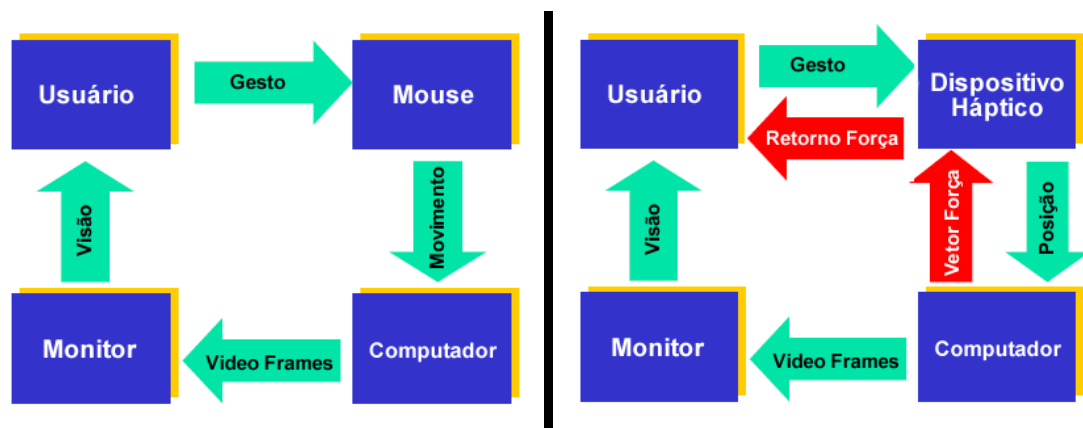 Usuário
Gesto
Mouse
Visão
Movimento
Monitor
Video Frames
Computador
Usuário
Gesto
Dispositivo
Háptico
Retorno Força
Visão
Vetor Força
Posição
Monitor
Video Frames
Computador